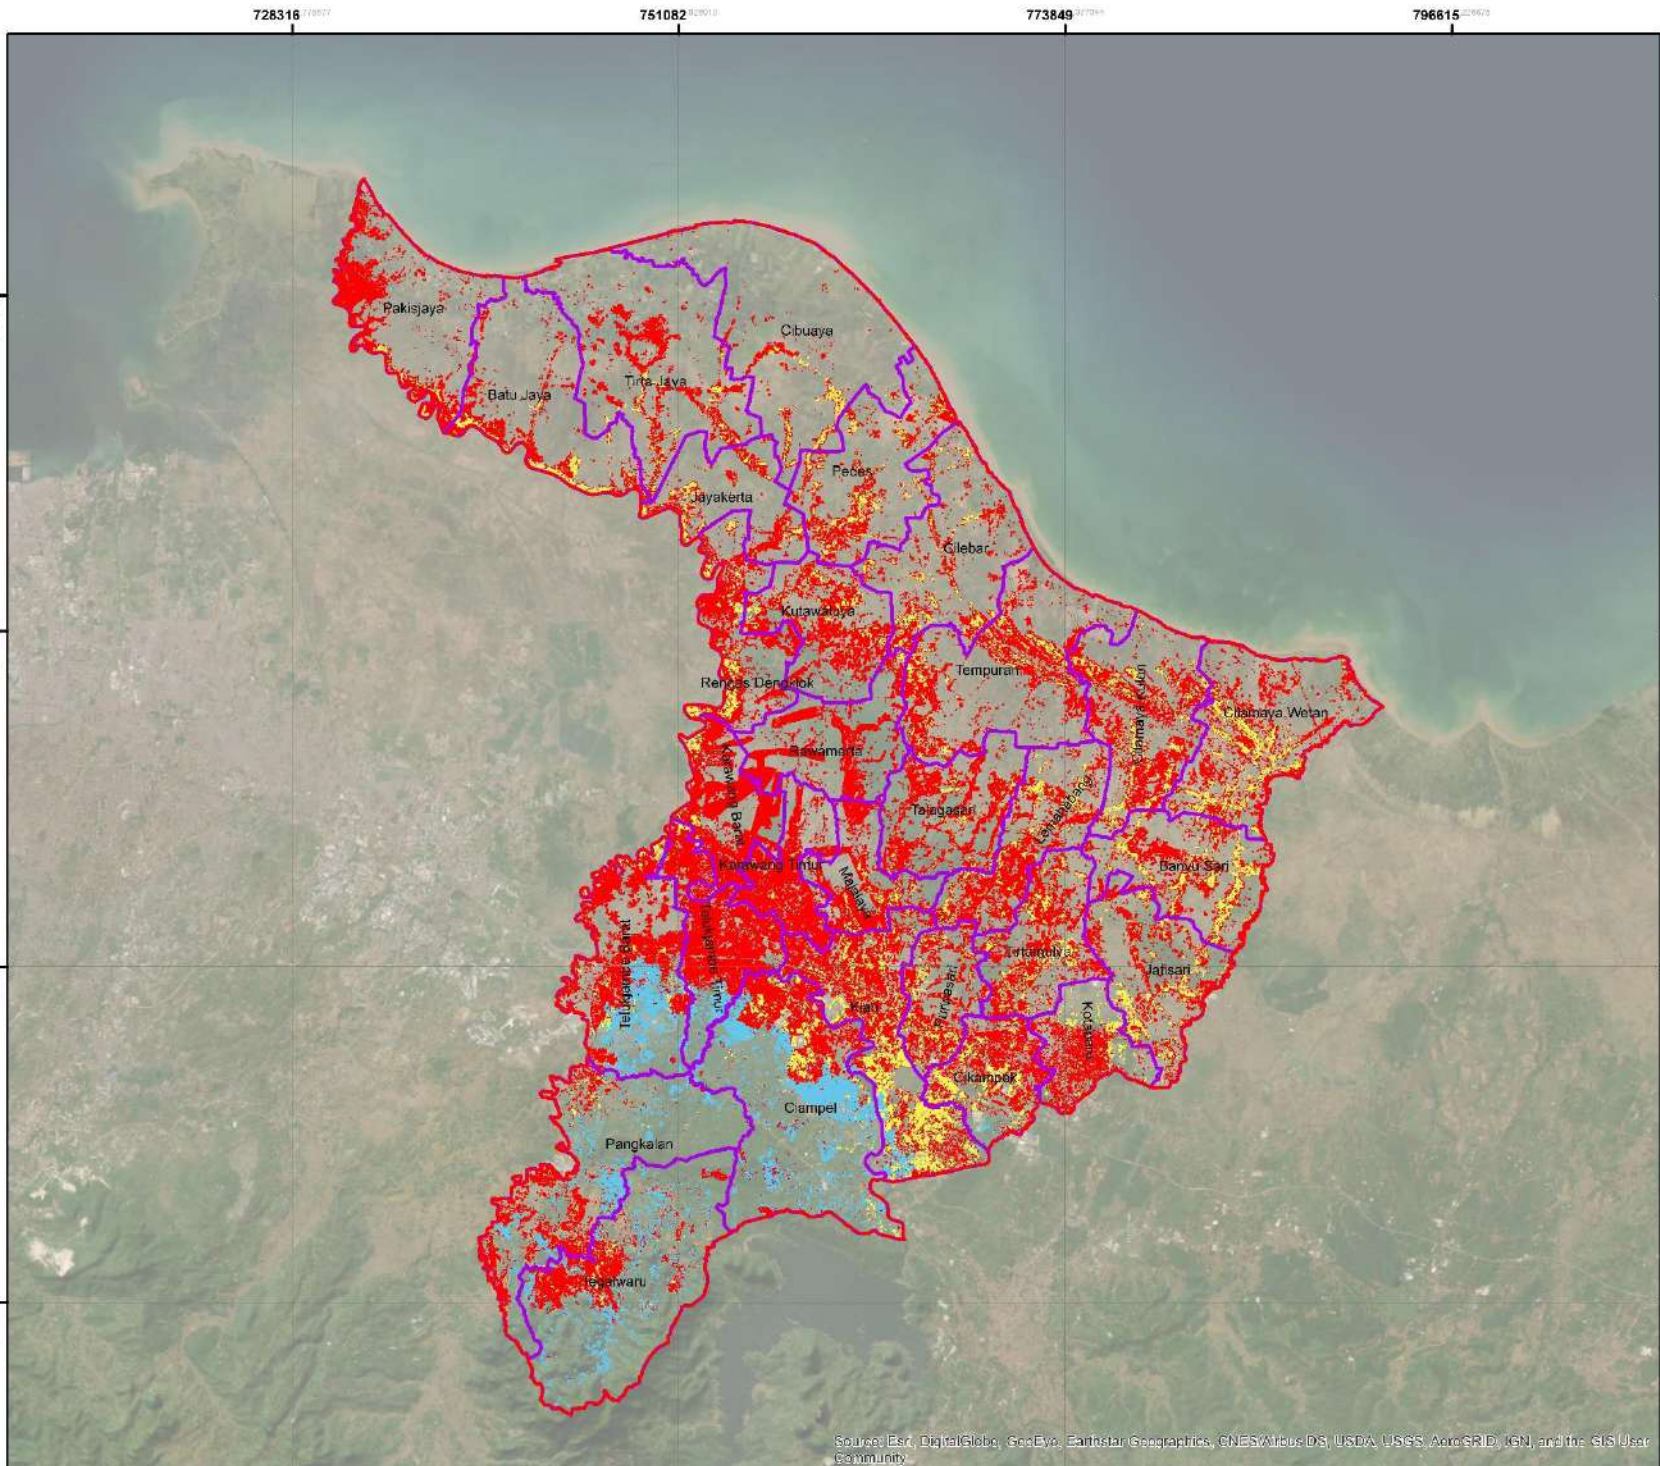 728316
751082
773849
796615
Pakisjaya
Cibuaya
Tirta Jaya
Batu Jaya
Pedes
Jayakerta
Cilebar
Kutawaluya
Tempuran
Rengas Dengklok
Cilamaya Kulon
Cilamaya Wetan
Rawamerta
Karawang Barat
Talagasari
Lemahabang
Karawang Timur
Banyu Sari
Majalaya
Telukjambe Timur
Telukjambe Barat
Tirtamulya
Jatisari
Purwasari
Klari
Kotabaru
Cikampek
Ciampel
Pangkalan
Tegalwaru
Source: Esri, DigitalGlobe, GeoEye, Earthstar Geographics, CNES/Airbus DS, USDA, USGS, AeroGRID, IGN, and the GIS User
Community